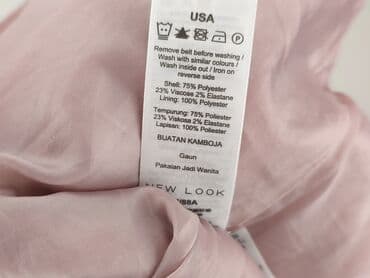 USA
Remove belt before washing /
Wash with similar colours /
Wash inside out / Iron on
reverse side
Shell: 75% Polyester
23% Viscose 2% Elastane
Lining: 100% Polyester
Tempurung: 75% Poliester
23% Viskosa 2% Elastane
Lapisan: 100% Poliester
BUATAN KAMBOJA
Gaun
Pakaian Jadi Wanita
NEW LOOK